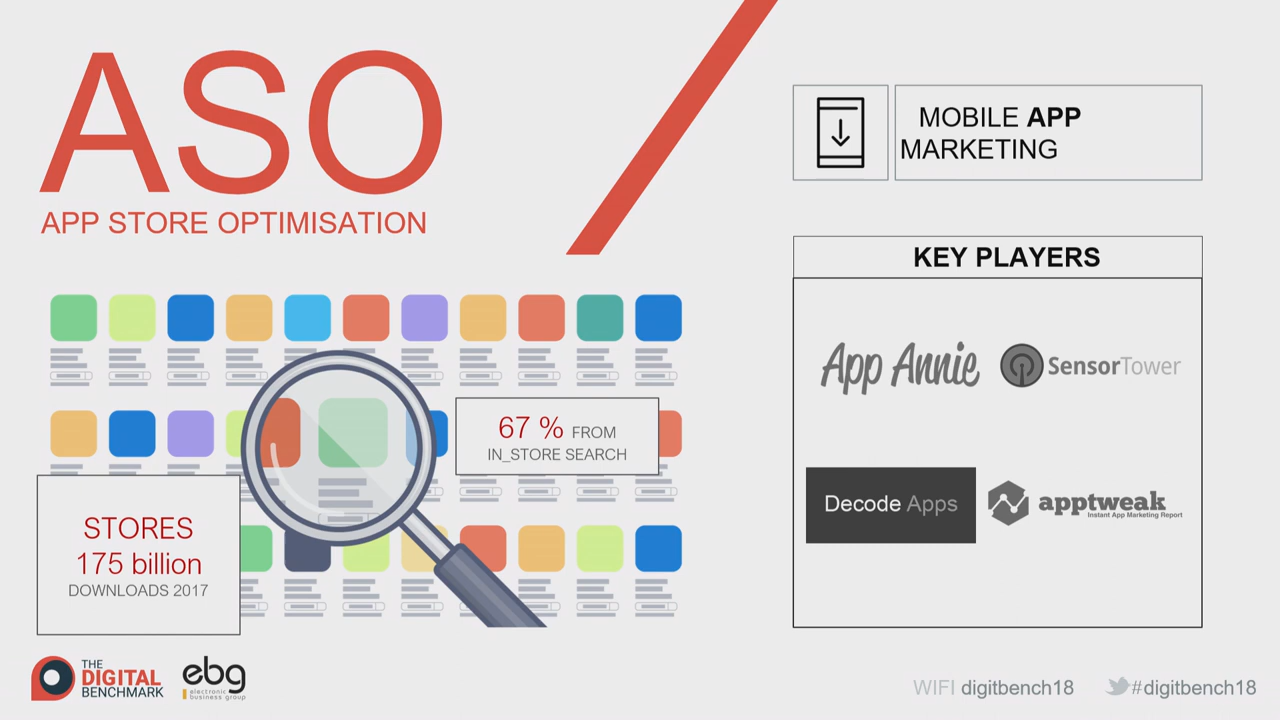 ASO
APP STORE OPTIMISATION
MOBILE APP
MARKETING
KEY PLAYERS
App Annie
SensorTower
Decode Apps
apptweak
Instant App Marketing Report
67 % FROM
IN_STORE SEARCH
STORES
175 billion
DOWNLOADS 2017
THE
DIGITAL
BENCHMARK
ebg
electronic
business group
WIFI digitbench18
#digitbench18